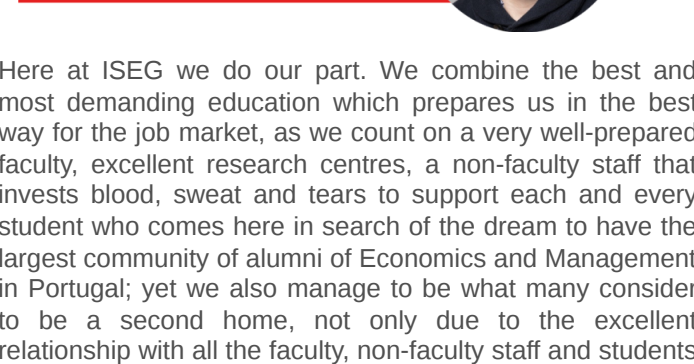 Here at ISEG we do our part. We combine the best and
most demanding education which prepares us in the best
way for the job market, as we count on a very well-prepared
faculty, excellent research centres, a non-faculty staff that
invests blood, sweat and tears to support each and every
student who comes here in search of the dream to have the
largest community of alumni of Economics and Management
in Portugal; yet we also manage to be what many consider
to be a second home, not only due to the excellent
relationship with all the faculty, non-faculty staff and students